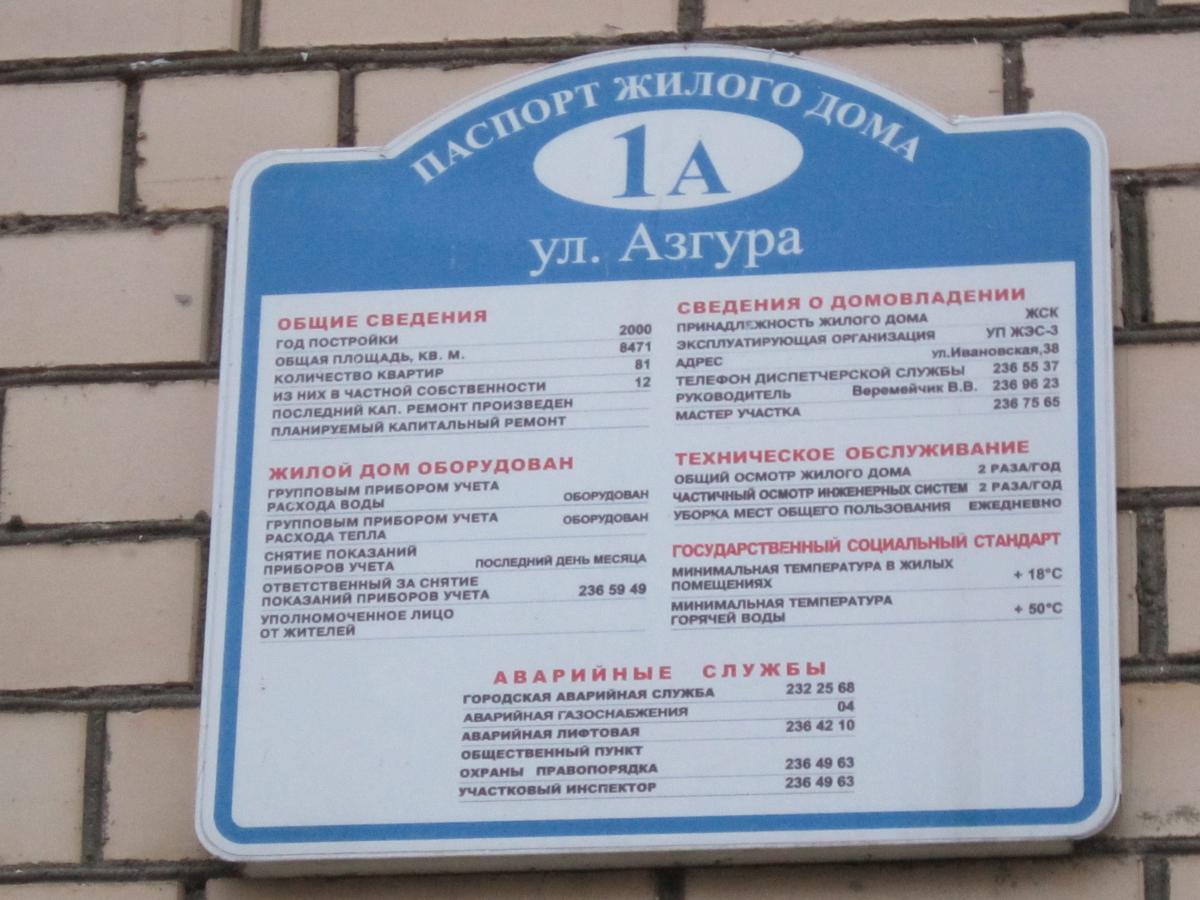 ПАСПОРТ ЖИЛОГО ДОМА
1А
ул. Азгура
ОБЩИЕ СВЕДЕНИЯ
ГОД ПОСТРОЙКИ 2000
ОБЩАЯ ПЛОЩАДЬ, КВ. М. 8471
КОЛИЧЕСТВО КВАРТИР 81
ИЗ НИХ В ЧАСТНОЙ СОБСТВЕННОСТИ 12
ПОСЛЕДНИЙ КАП. РЕМОНТ ПРОИЗВЕДЕН
ПЛАНИРУЕМЫЙ КАПИТАЛЬНЫЙ РЕМОНТ
ЖИЛОЙ ДОМ ОБОРУДОВАН
ГРУППОВЫМ ПРИБОРОМ УЧЕТА
РАСХОДА ВОДЫ ОБОРУДОВАН
ГРУППОВЫМ ПРИБОРОМ УЧЕТА ОБОРУДОВАН
РАСХОДА ТЕПЛА
СНЯТИЕ ПОКАЗАНИЙ
ПРИБОРОВ УЧЕТА ПОСЛЕДНИЙ ДЕНЬ МЕСЯЦА
ОТВЕТСТВЕННЫЙ ЗА СНЯТИЕ
ПОКАЗАНИЙ ПРИБОРОВ УЧЕТА 236 59 49
УПОЛНОМОЧЕННОЕ ЛИЦО
ОТ ЖИТЕЛЕЙ
СВЕДЕНИЯ О ДОМОВЛАДЕНИИ
ПРИНАДЛЕЖНОСТЬ ЖИЛОГО ДОМА ЖСК
ЭКСПЛУАТИРУЮЩАЯ ОРГАНИЗАЦИЯ УП ЖЭС-3
АДРЕС ул.Ивановская,38
ТЕЛЕФОН ДИСПЕТЧЕРСКОЙ СЛУЖБЫ 236 55 37
РУКОВОДИТЕЛЬ Веремейчик В.В. 236 96 23
МАСТЕР УЧАСТКА 236 75 65
ТЕХНИЧЕСКОЕ ОБСЛУЖИВАНИЕ
ОБЩИЙ ОСМОТР ЖИЛОГО ДОМА 2 РАЗА/ГОД
ЧАСТИЧНЫЙ ОСМОТР ИНЖЕНЕРНЫХ СИСТЕМ 2 РАЗА/ГОД
УБОРКА МЕСТ ОБЩЕГО ПОЛЬЗОВАНИЯ ЕЖЕДНЕВНО
ГОСУДАРСТВЕННЫЙ СОЦИАЛЬНЫЙ СТАНДАРТ
МИНИМАЛЬНАЯ ТЕМПЕРАТУРА В ЖИЛЫХ
ПОМЕЩЕНИЯХ + 18°С
МИНИМАЛЬНАЯ ТЕМПЕРАТУРА
ГОРЯЧЕЙ ВОДЫ + 50°С
АВАРИЙНЫЕ СЛУЖБЫ
ГОРОДСКАЯ АВАРИЙНАЯ СЛУЖБА 232 25 68
АВАРИЙНАЯ ГАЗОСНАБЖЕНИЯ 04
АВАРИЙНАЯ ЛИФТОВАЯ 236 42 10
ОБЩЕСТВЕННЫЙ ПУНКТ
ОХРАНЫ ПРАВОПОРЯДКА 236 49 63
УЧАСТКОВЫЙ ИНСПЕКТОР 236 49 63